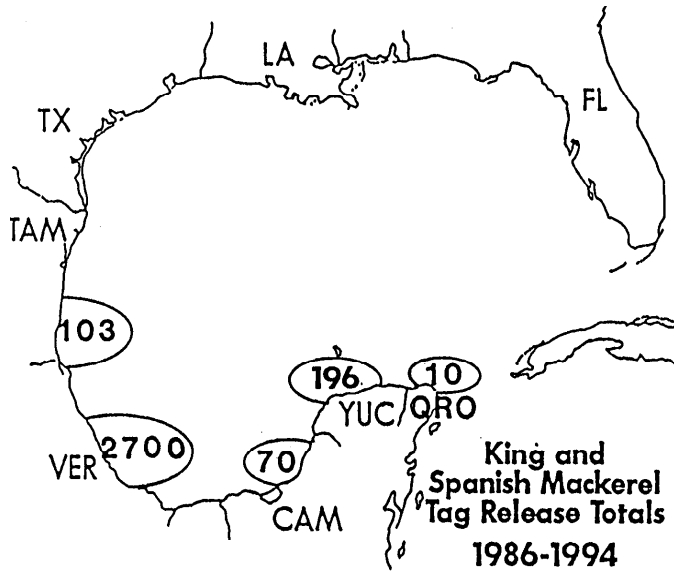 LA
TX
FL
TAM
103
196
10
YUC
QRO
2700
VER
70
CAM
King and
Spanish Mackerel
Tag Release Totals
1986-1994